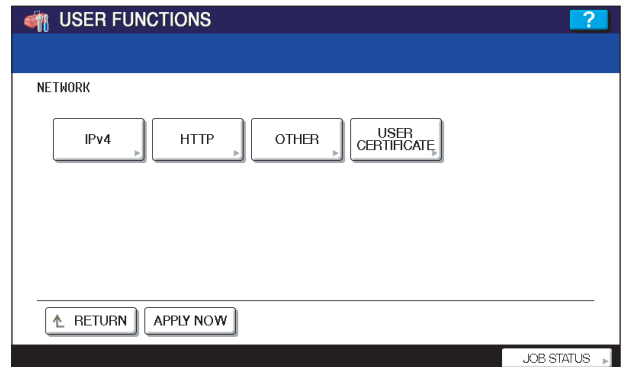 USER FUNCTIONS
?
NETWORK
IPv4
HTTP
OTHER
USER
CERTIFICATE
RETURN
APPLY NOW
JOB STATUS